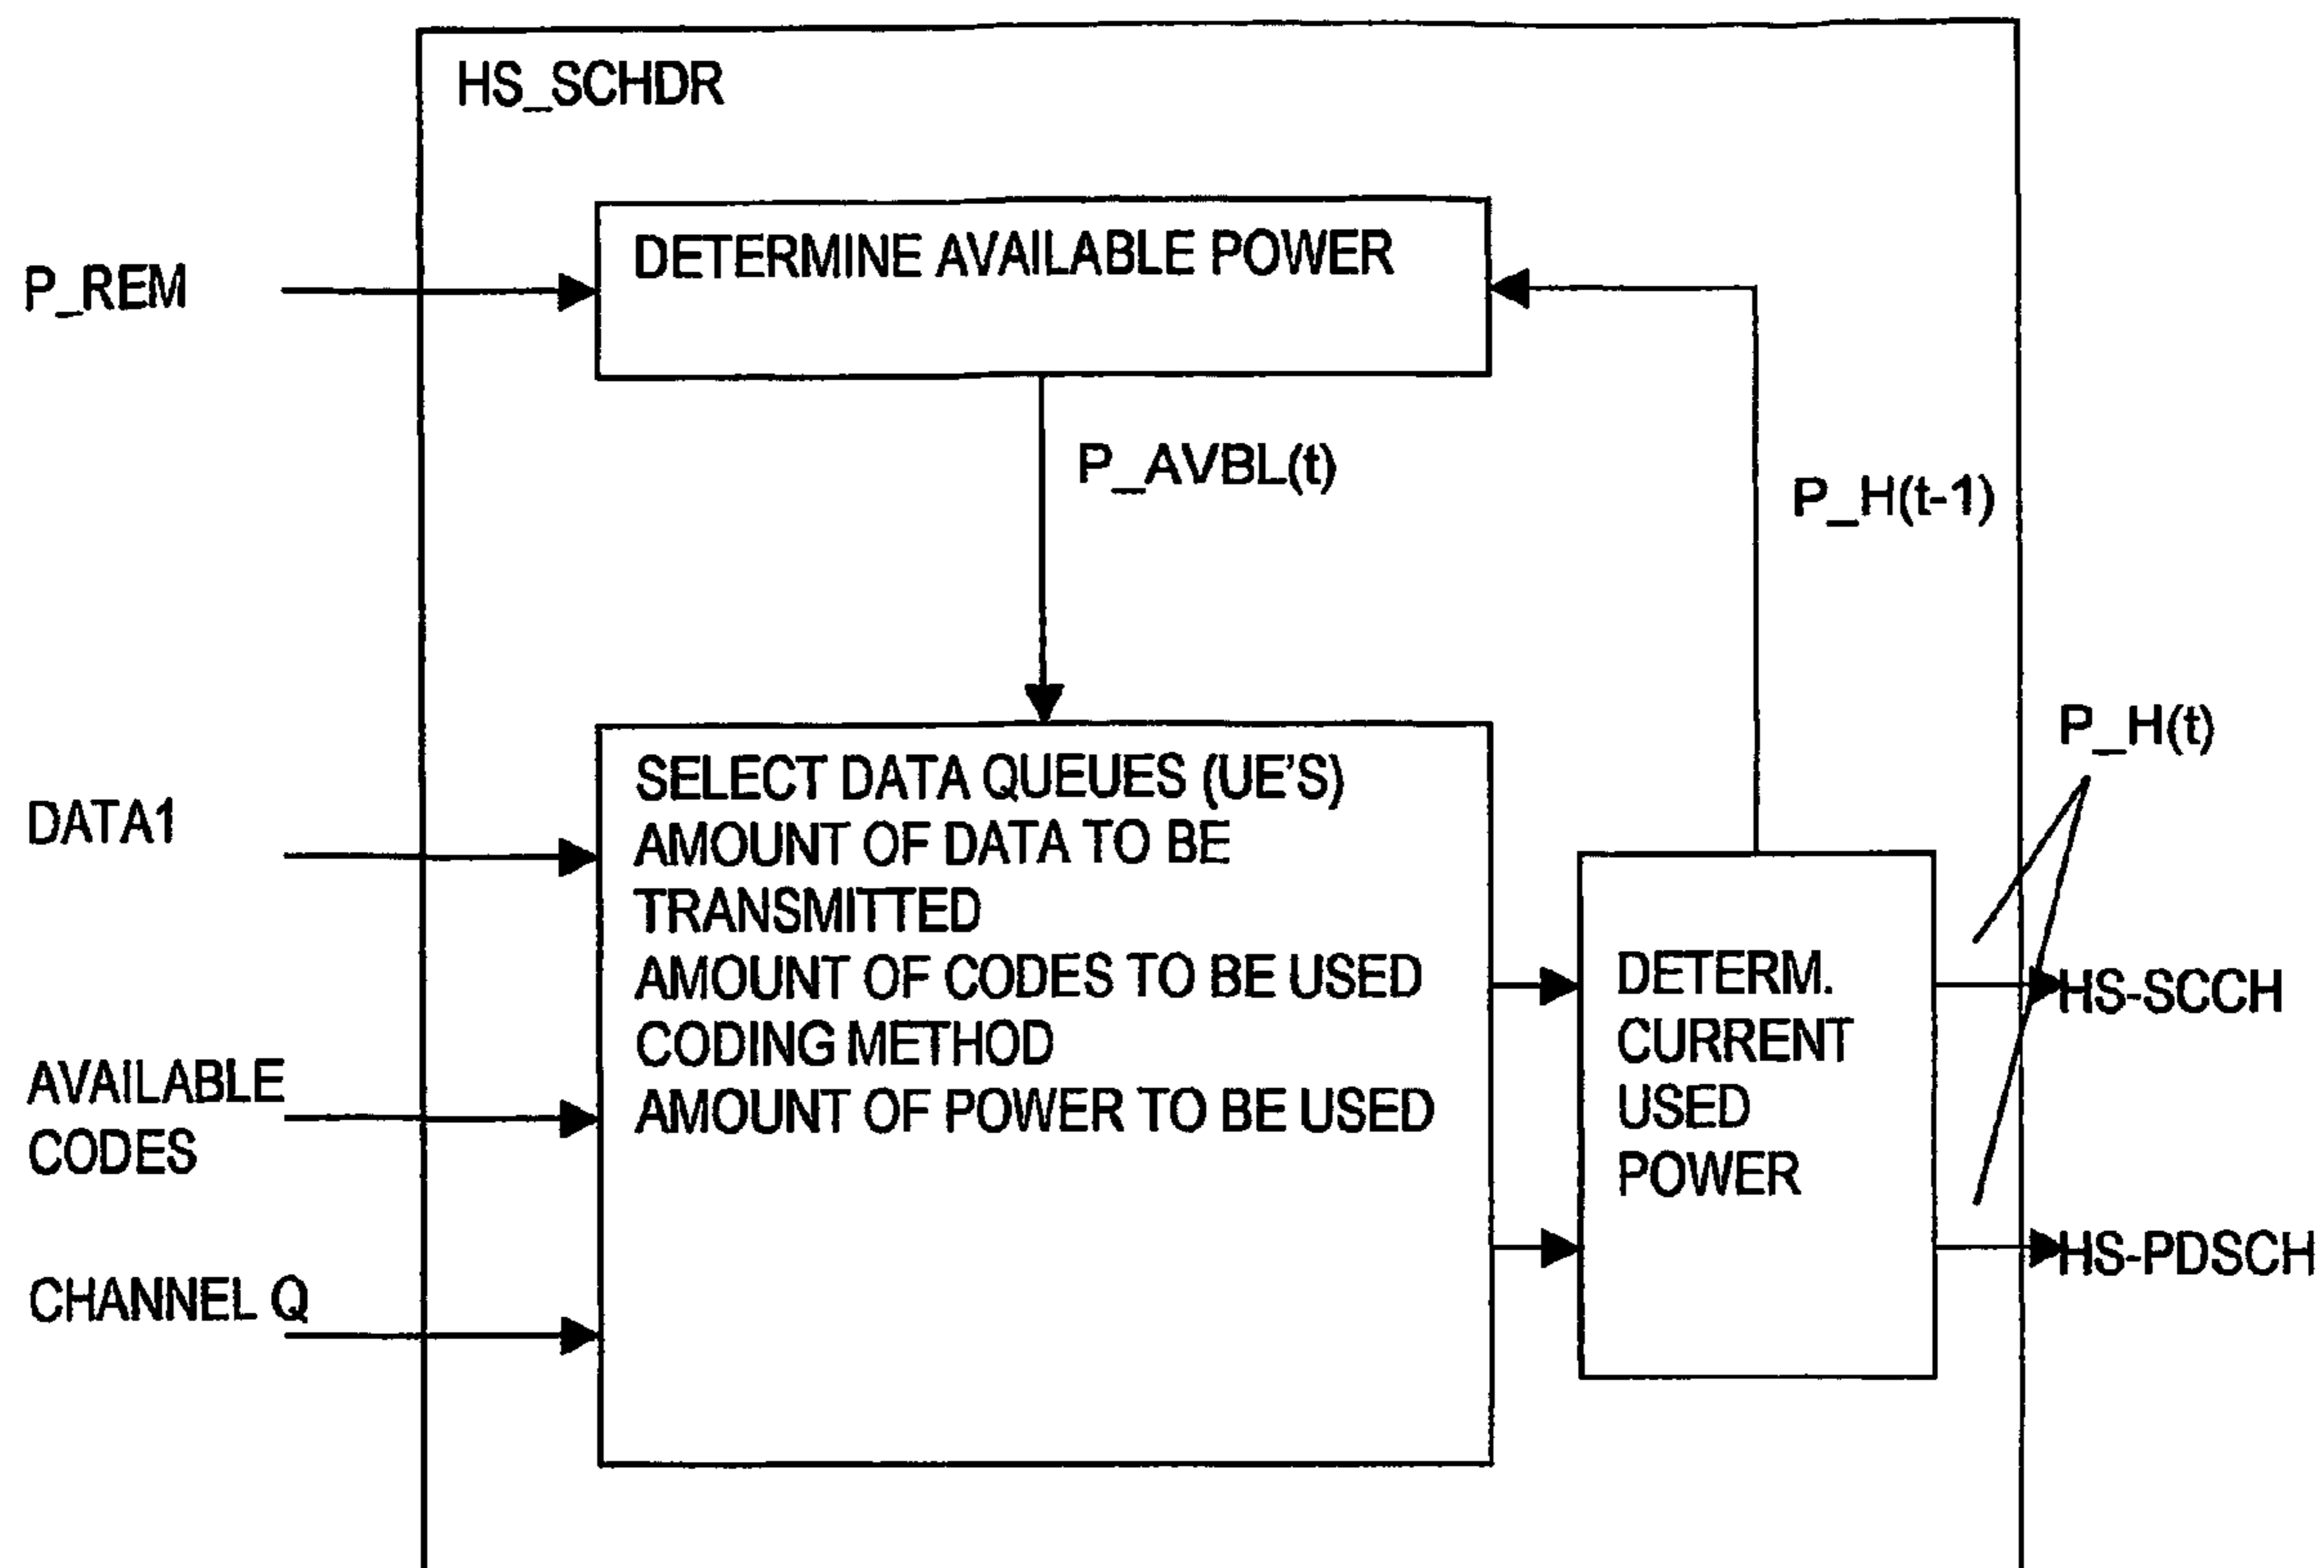 HS_SCHDR
DETERMINE AVAILABLE POWER
P_REM
P_AVBL(t)
P_H(t-1)
P_H(t)
SELECT DATA QUEUES (UE'S)
AMOUNT OF DATA TO BE
TRANSMITTED
AMOUNT OF CODES TO BE USED
CODING METHOD
AMOUNT OF POWER TO BE USED
DATA1
AVAILABLE
CODES
CHANNEL Q
DETERM.
CURRENT
USED
POWER
HS-SCCH
HS-PDSCH